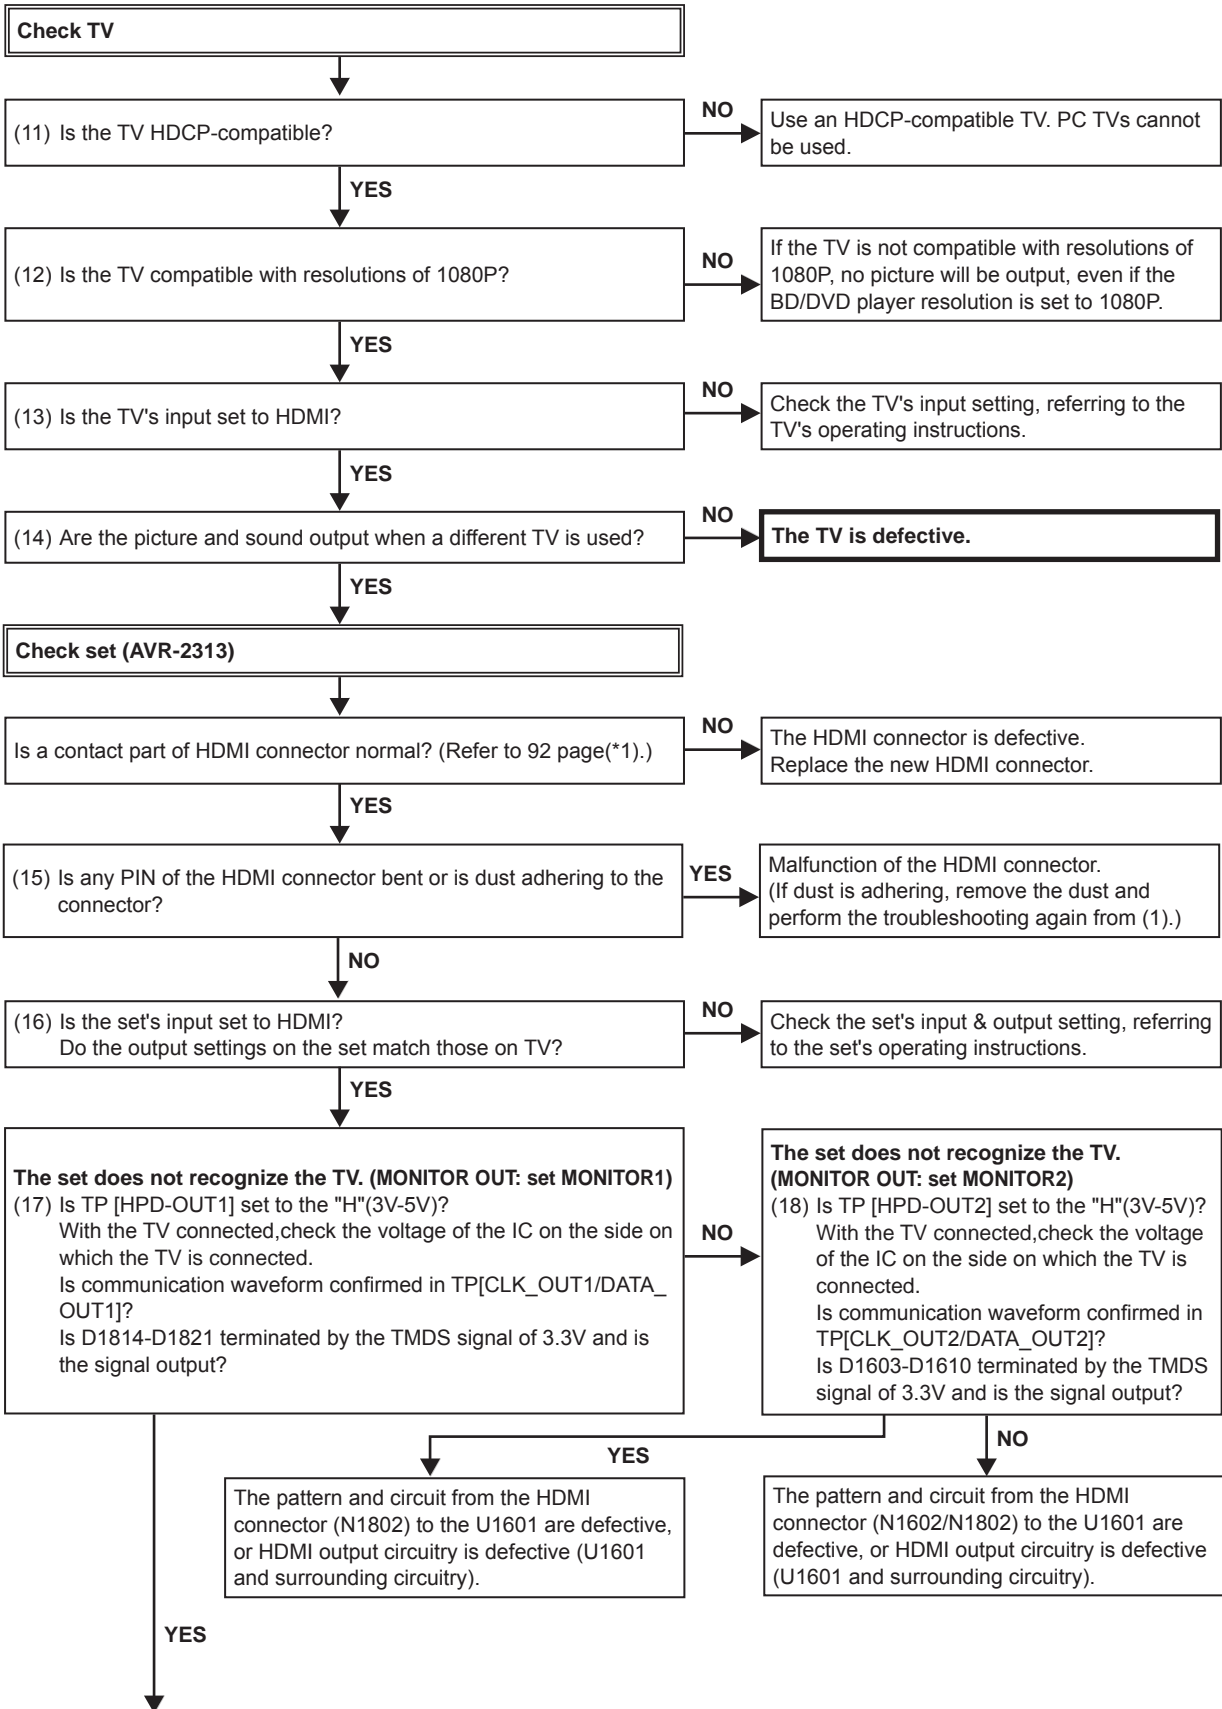 Check TV
(11) Is the TV HDCP-compatible?
NO
Use an HDCP-compatible TV. PC TVs cannot
be used.
YES
(12) Is the TV compatible with resolutions of 1080P?
NO
If the TV is not compatible with resolutions of
1080P, no picture will be output, even if the
BD/DVD player resolution is set to 1080P.
YES
(13) Is the TV's input set to HDMI?
NO
Check the TV's input setting, referring to the
TV's operating instructions.
YES
(14) Are the picture and sound output when a different TV is used?
NO
The TV is defective.
YES
Check set (AVR-2313)
Is a contact part of HDMI connector normal? (Refer to 92 page(*1).)
NO
The HDMI connector is defective.
Replace the new HDMI connector.
YES
(15) Is any PIN of the HDMI connector bent or is dust adhering to the
connector?
YES
Malfunction of the HDMI connector.
(If dust is adhering, remove the dust and
perform the troubleshooting again from (1).)
NO
(16) Is the set's input set to HDMI?
Do the output settings on the set match those on TV?
NO
Check the set's input & output setting, referring
to the set's operating instructions.
YES
The set does not recognize the TV. (MONITOR OUT: set MONITOR1)
(17) Is TP [HPD-OUT1] set to the "H"(3V-5V)?
With the TV connected,check the voltage of the IC on the side on
which the TV is connected.
Is communication waveform confirmed in TP[CLK_OUT1/DATA_
OUT1]?
Is D1814-D1821 terminated by the TMDS signal of 3.3V and is
the signal output?
NO
The set does not recognize the TV.
(MONITOR OUT: set MONITOR2)
(18) Is TP [HPD-OUT2] set to the "H"(3V-5V)?
With the TV connected,check the voltage
of the IC on the side on which the TV is
connected.
Is communication waveform confirmed in
TP[CLK_OUT2/DATA_OUT2]?
Is D1603-D1610 terminated by the TMDS
signal of 3.3V and is the signal output?
YES
The pattern and circuit from the HDMI
connector (N1802) to the U1601 are defective,
or HDMI output circuitry is defective (U1601
and surrounding circuitry).
NO
The pattern and circuit from the HDMI
connector (N1602/N1802) to the U1601 are
defective, or HDMI output circuitry is defective
(U1601 and surrounding circuitry).
YES